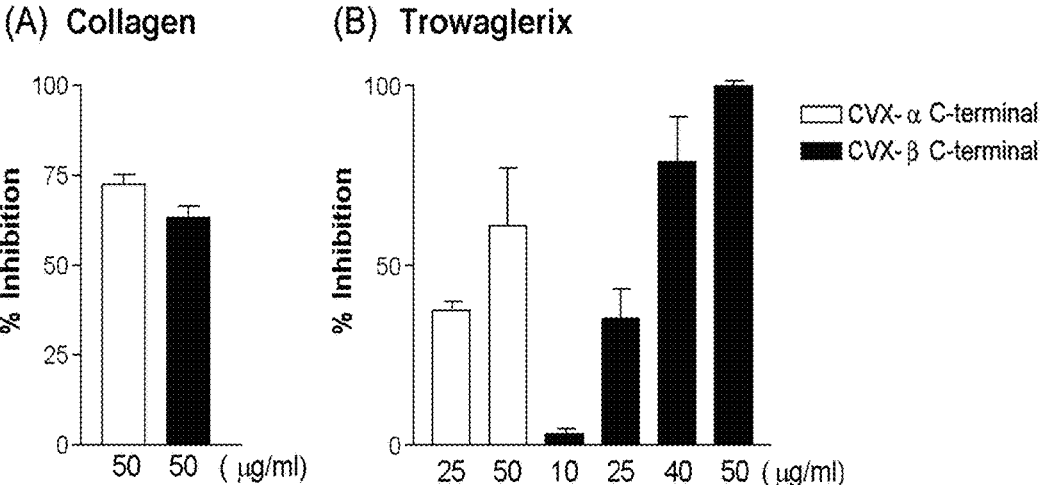 (A) Collagen
(B) Trowaglerix
% Inhibition
100
75
50
25
0
50 50 (μg/ml)
% Inhibition
100
50
0
25 50 10 25 40 50 (μg/ml)
CVX-α C-terminal
CVX-β C-terminal